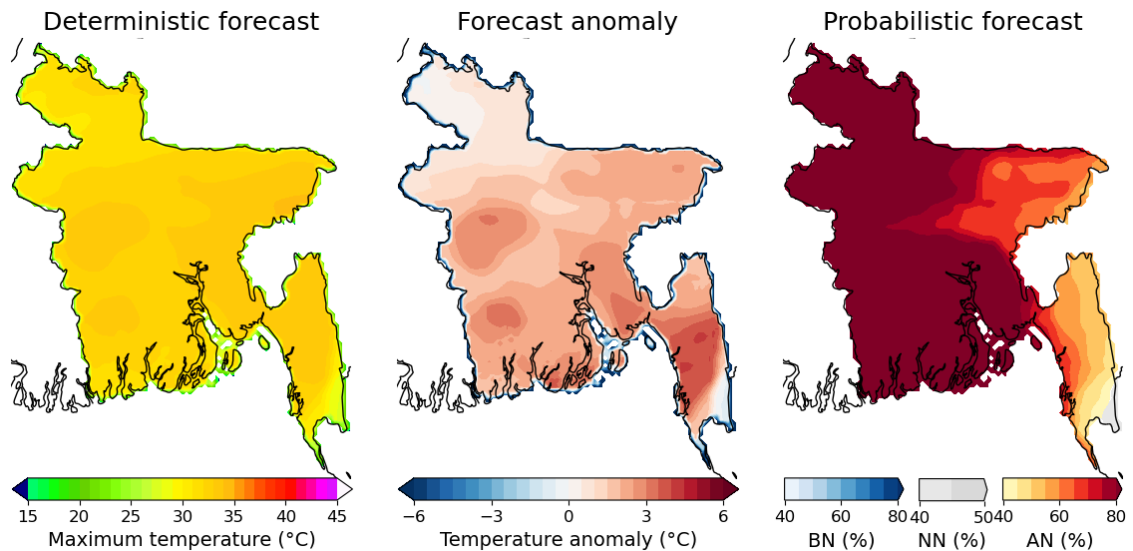 Deterministic forecast
Forecast anomaly
Probabilistic forecast
15 20 25 30 35 40 45
Maximum temperature (°C)
−6 −3 0 3 6
Temperature anomaly (°C)
40 60 80
BN (%)
40 50
NN (%)
40 60 80
AN (%)